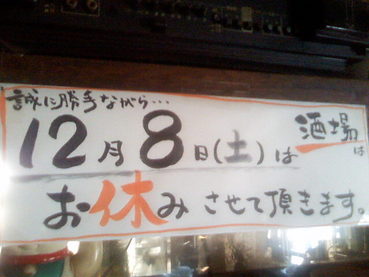 誠に勝手ながら…
12月8日(土)は酒場は
お休みさせて頂きます。